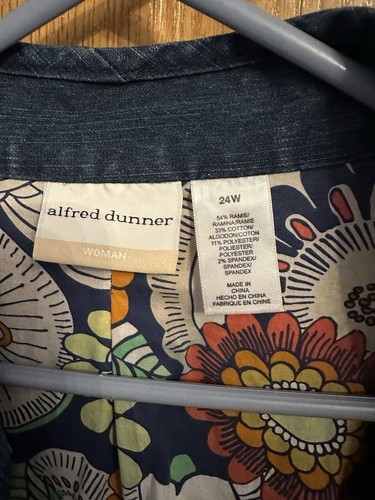 alfred dunner
WOMAN
24W
54% RAMIE/
RAMINA/RAMIE
33% COTTON/
ALGODON/COTON
11% POLYESTER/
POLIESTER/
POLYESTER
2% SPANDEX/
SPANDEX/
SPANDEX
MADE IN
CHINA
HECHO EN CHINA
FABRIQUE EN CHINE